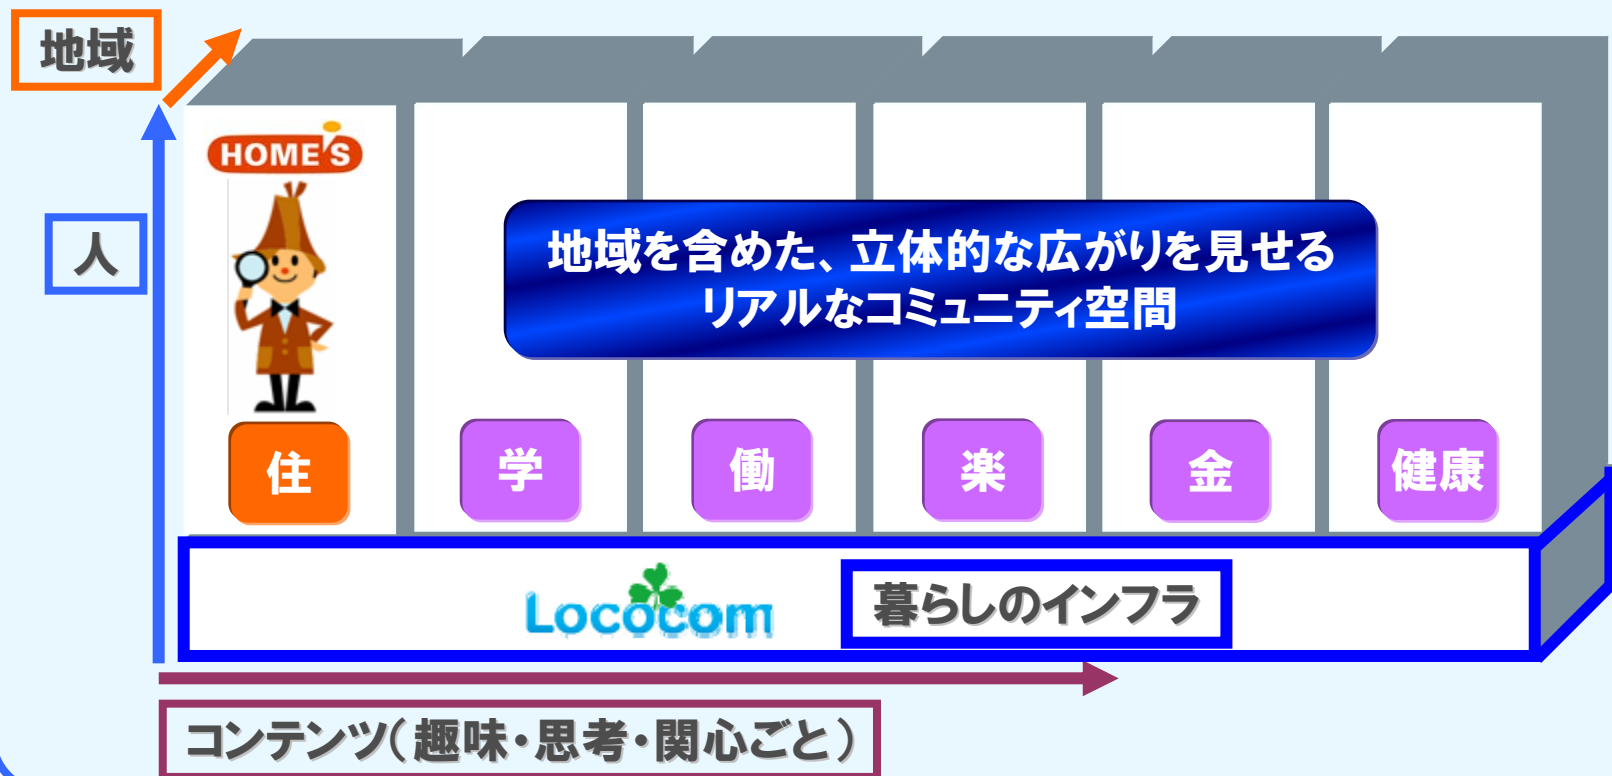 地域
HOME'S
人
地域を含めた、立体的な広がりを見せる
リアルなコミュニティ空間
住
学
働
楽
金
健康
Lococom
暮らしのインフラ
コンテンツ(趣味・思考・関心ごと)